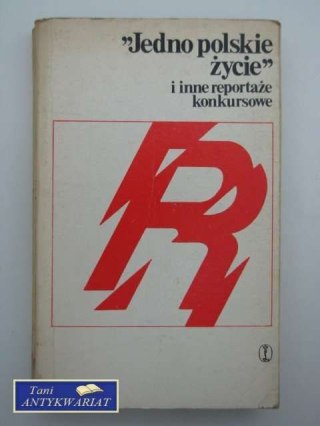 "Jedno polskie
życie"
i inne reportaże
konkursowe
R
Tani
ANTYKWARIAT